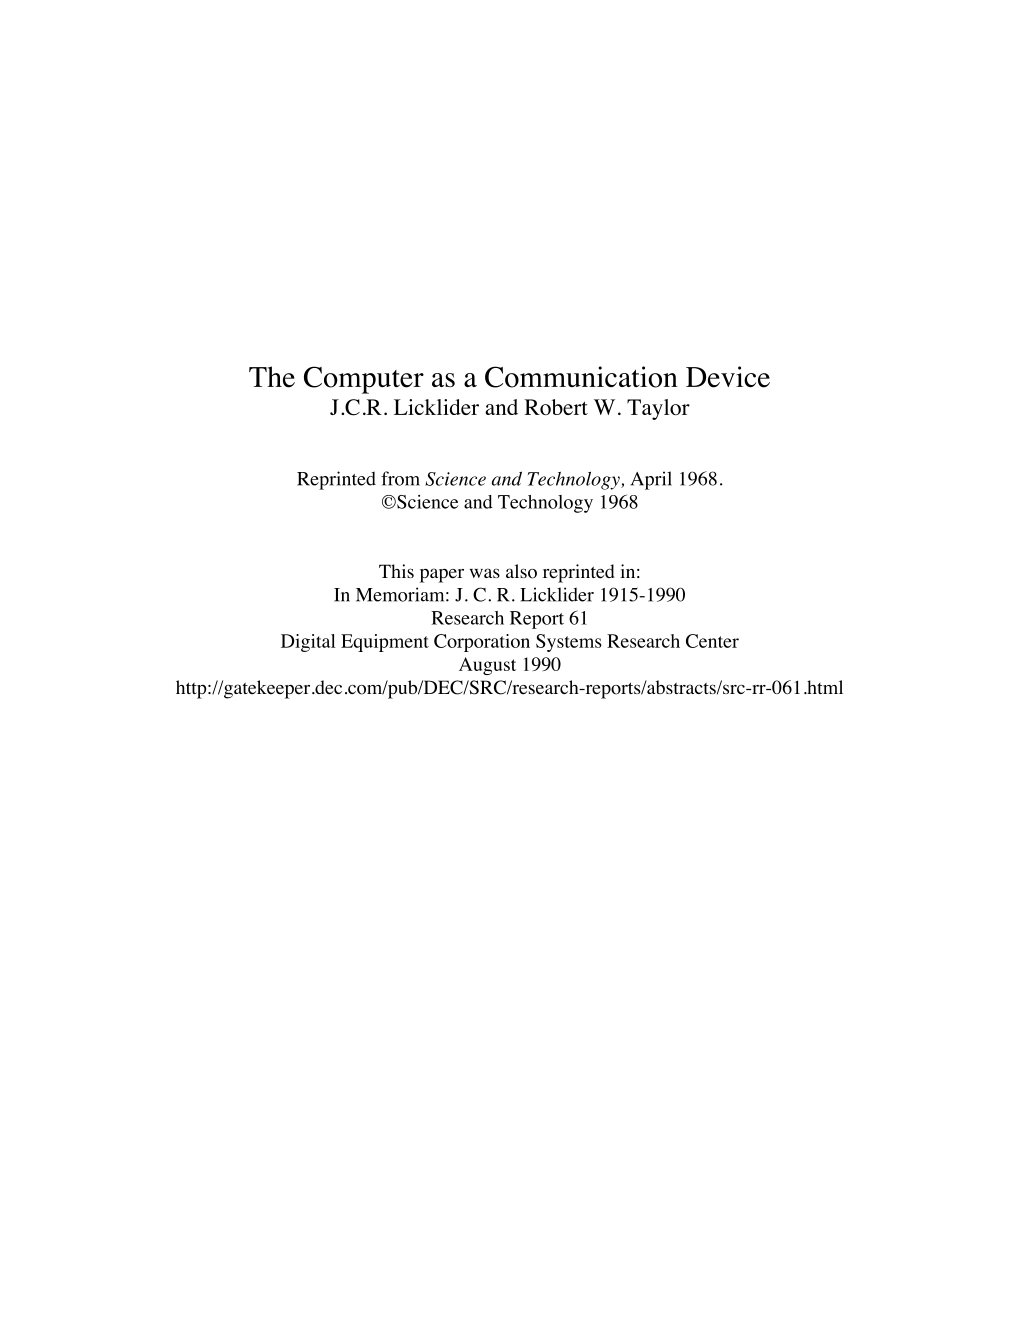 The Computer as a Communication Device
J.C.R. Licklider and Robert W. Taylor
Reprinted from Science and Technology, April 1968.
©Science and Technology 1968
This paper was also reprinted in:
In Memoriam: J. C. R. Licklider 1915-1990
Research Report 61
Digital Equipment Corporation Systems Research Center
August 1990
http://gatekeeper.dec.com/pub/DEC/SRC/research-reports/abstracts/src-rr-061.html